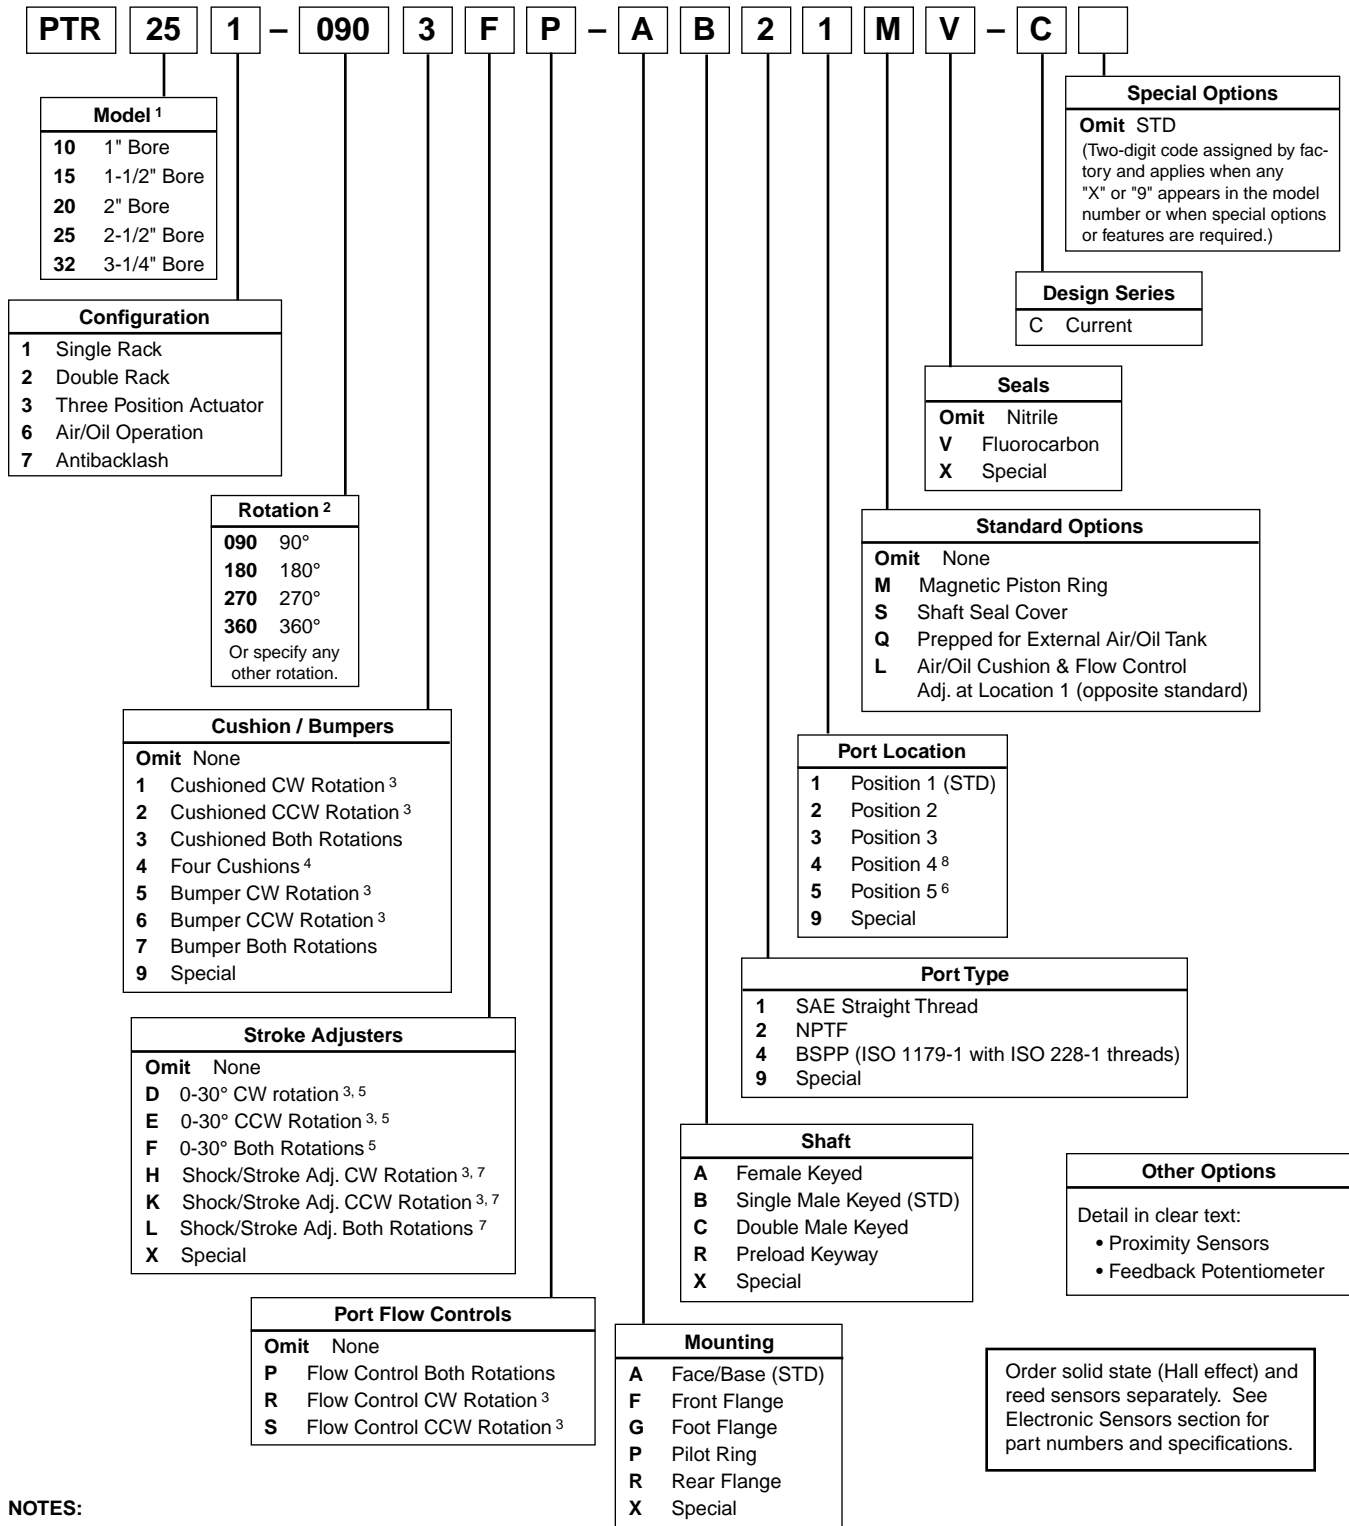 PTR 25 1 – 090 3 F P – A B 2 1 M V – C
Model 1
10 1" Bore
15 1-1/2" Bore
20 2" Bore
25 2-1/2" Bore
32 3-1/4" Bore
Configuration
1 Single Rack
2 Double Rack
3 Three Position Actuator
6 Air/Oil Operation
7 Antibacklash
Rotation 2
090 90°
180 180°
270 270°
360 360°
Or specify any
other rotation.
Cushion / Bumpers
Omit None
1 Cushioned CW Rotation 3
2 Cushioned CCW Rotation 3
3 Cushioned Both Rotations
4 Four Cushions 4
5 Bumper CW Rotation 3
6 Bumper CCW Rotation 3
7 Bumper Both Rotations
9 Special
Stroke Adjusters
Omit None
D 0-30° CW rotation 3, 5
E 0-30° CCW Rotation 3, 5
F 0-30° Both Rotations 5
H Shock/Stroke Adj. CW Rotation 3, 7
K Shock/Stroke Adj. CCW Rotation 3, 7
L Shock/Stroke Adj. Both Rotations 7
X Special
Port Flow Controls
Omit None
P Flow Control Both Rotations
R Flow Control CW Rotation 3
S Flow Control CCW Rotation 3
Mounting
A Face/Base (STD)
F Front Flange
G Foot Flange
P Pilot Ring
R Rear Flange
X Special
Shaft
A Female Keyed
B Single Male Keyed (STD)
C Double Male Keyed
R Preload Keyway
X Special
Port Type
1 SAE Straight Thread
2 NPTF
4 BSPP (ISO 1179-1 with ISO 228-1 threads)
9 Special
Port Location
1 Position 1 (STD)
2 Position 2
3 Position 3
4 Position 4 8
5 Position 5 6
9 Special
Standard Options
Omit None
M Magnetic Piston Ring
S Shaft Seal Cover
Q Prepped for External Air/Oil Tank
L Air/Oil Cushion & Flow Control
Adj. at Location 1 (opposite standard)
Seals
Omit Nitrile
V Fluorocarbon
X Special
Design Series
C Current
Special Options
Omit STD
(Two-digit code assigned by fac-
tory and applies when any
"X" or "9" appears in the model
number or when special options
or features are required.)
Other Options
Detail in clear text:
• Proximity Sensors
• Feedback Potentiometer
Order solid state (Hall effect) and
reed sensors separately. See
Electronic Sensors section for
part numbers and specifications.
NOTES: